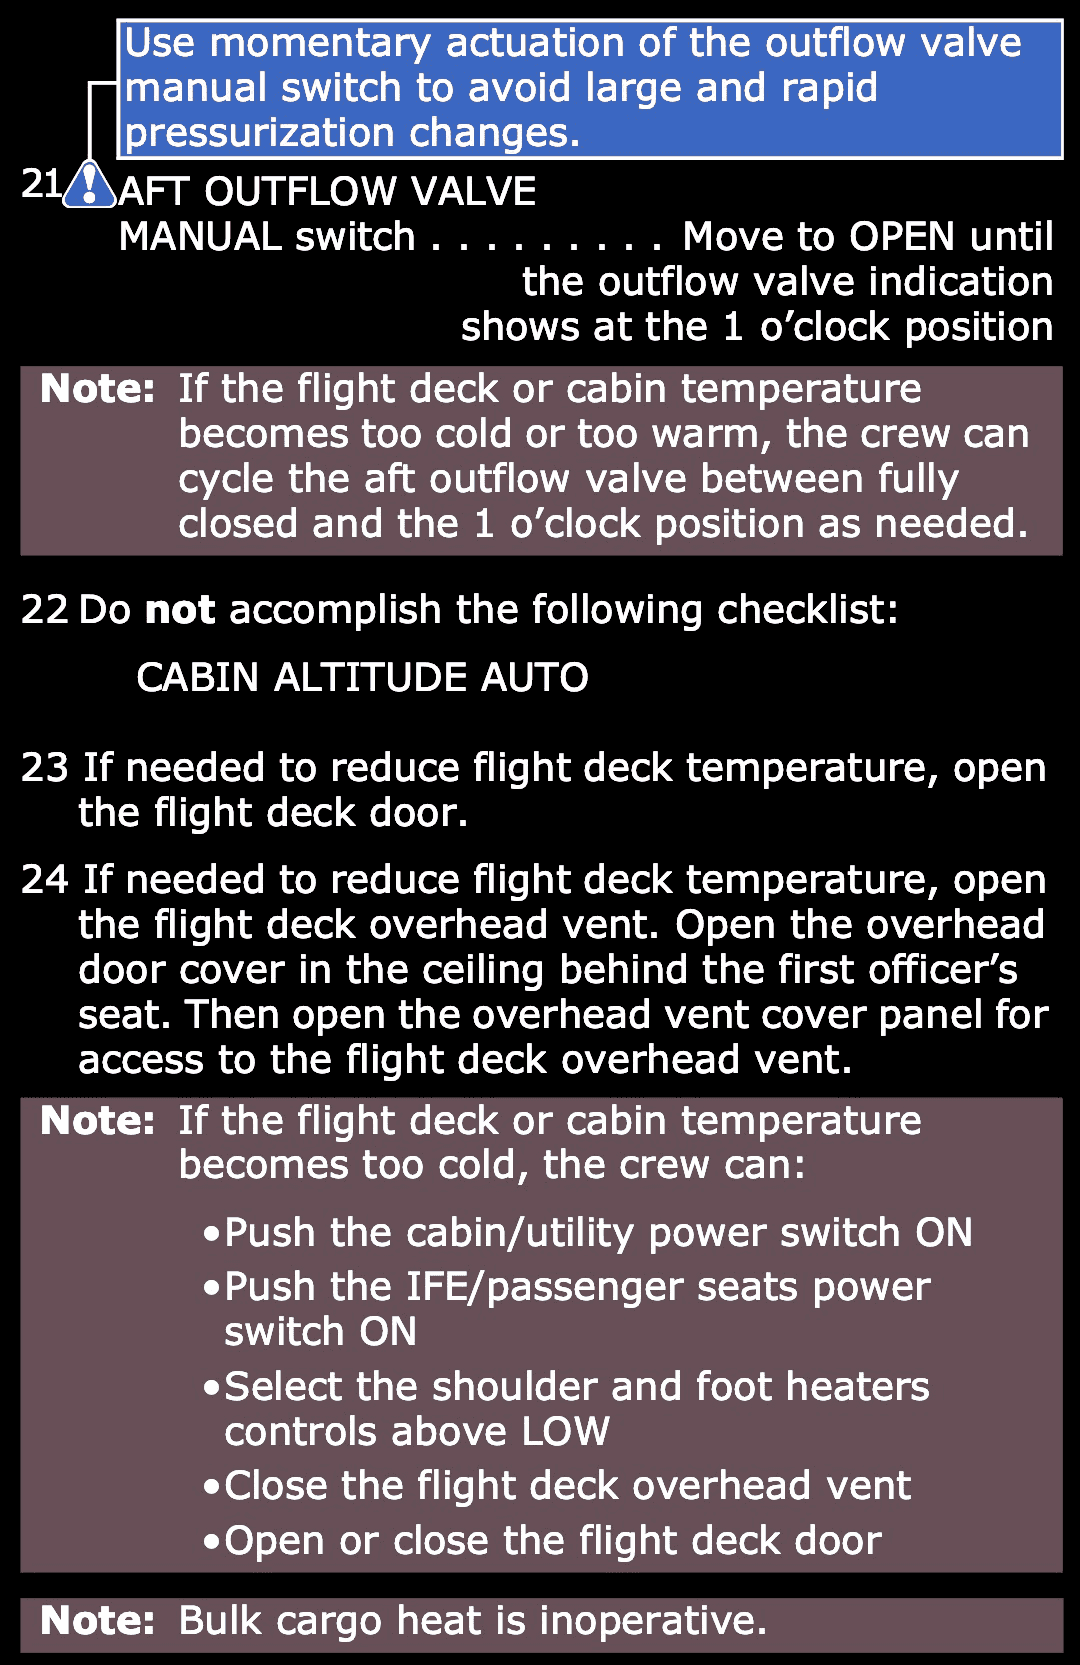 Use momentary actuation of the outflow valve
manual switch to avoid large and rapid
pressurization changes.
21 AFT OUTFLOW VALVE
MANUAL switch . . . . . . . . . Move to OPEN until
the outflow valve indication
shows at the 1 o’clock position
Note: If the flight deck or cabin temperature
becomes too cold or too warm, the crew can
cycle the aft outflow valve between fully
closed and the 1 o’clock position as needed.
22 Do not accomplish the following checklist:
CABIN ALTITUDE AUTO
23 If needed to reduce flight deck temperature, open
the flight deck door.
24 If needed to reduce flight deck temperature, open
the flight deck overhead vent. Open the overhead
door cover in the ceiling behind the first officer’s
seat. Then open the overhead vent cover panel for
access to the flight deck overhead vent.
Note: If the flight deck or cabin temperature
becomes too cold, the crew can:
•Push the cabin/utility power switch ON
•Push the IFE/passenger seats power
switch ON
•Select the shoulder and foot heaters
controls above LOW
•Close the flight deck overhead vent
•Open or close the flight deck door
Note: Bulk cargo heat is inoperative.